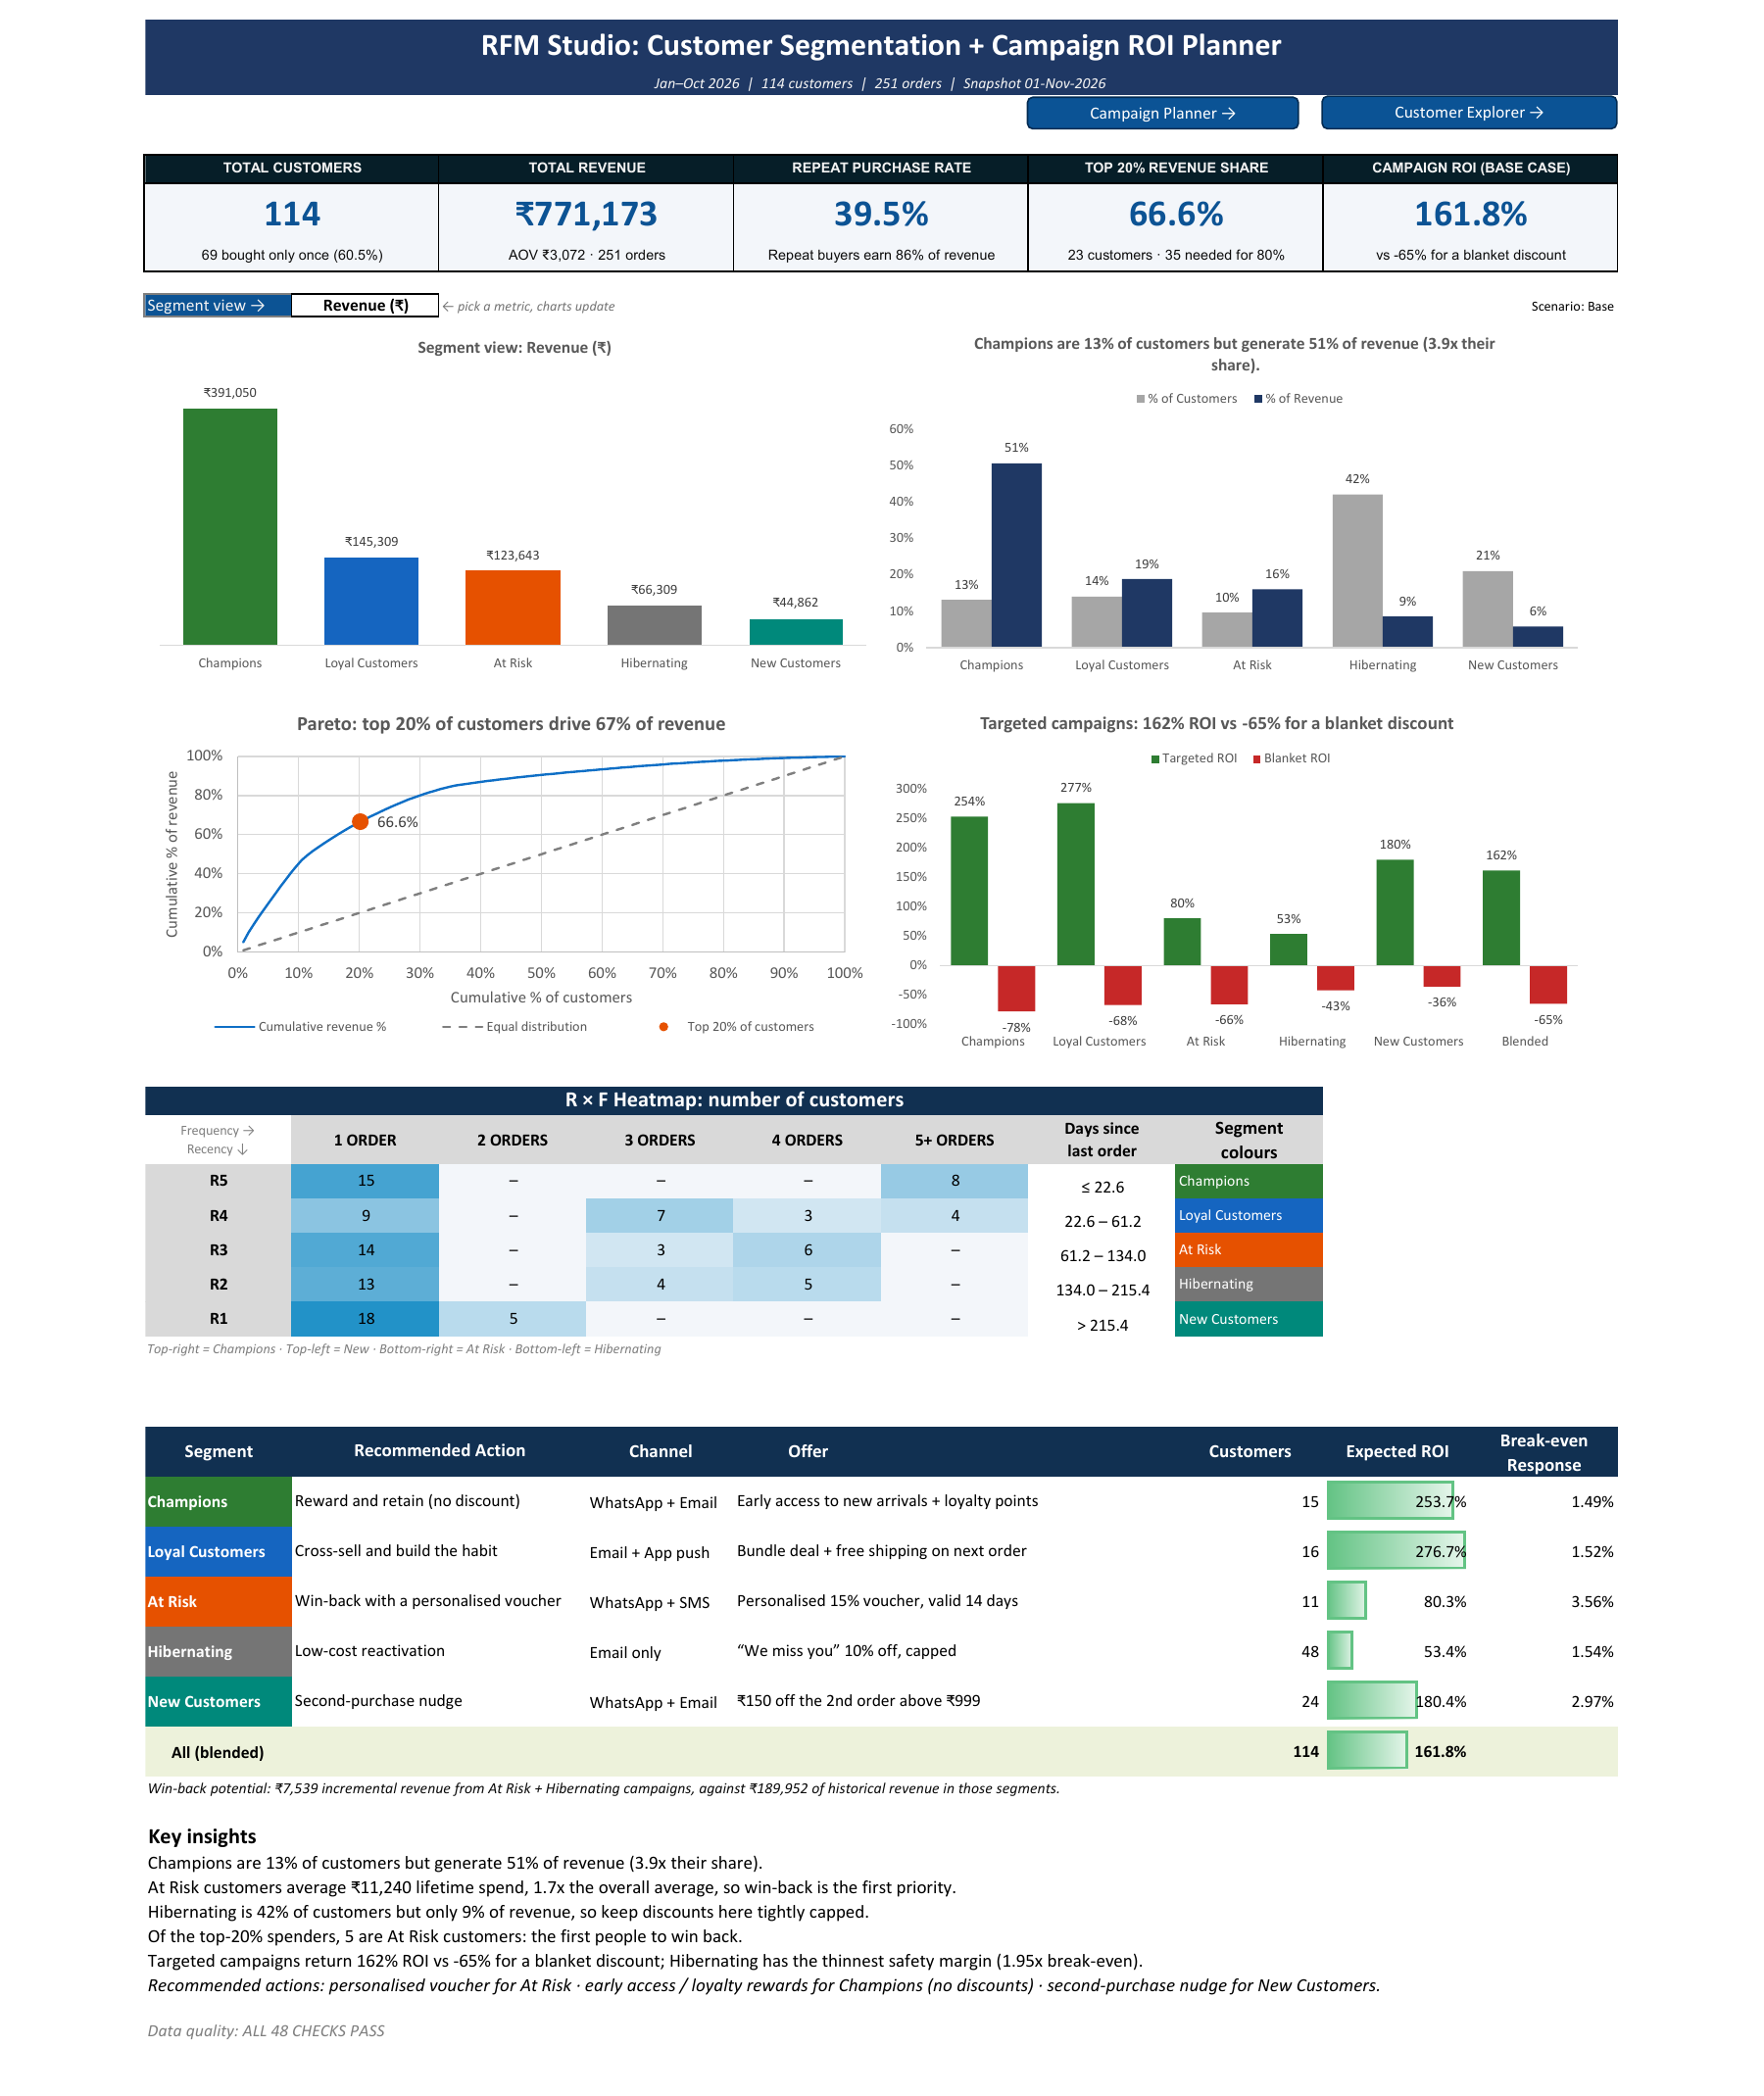 RFM Studio: Customer Segmentation + Campaign ROI Planner
Jan–Oct 2026 | 114 customers | 251 orders | Snapshot 01-Nov-2026
Campaign Planner → Customer Explorer →
TOTAL CUSTOMERS TOTAL REVENUE REPEAT PURCHASE RATE TOP 20% REVENUE SHARE CAMPAIGN ROI (BASE CASE)
114 ₹771,173 39.5% 66.6% 161.8%
69 bought only once (60.5%) AOV ₹3,072 · 251 orders Repeat buyers earn 86% of revenue 23 customers · 35 needed for 80% vs -65% for a blanket discount
Segment view → Revenue (₹) ← pick a metric, charts update Scenario: Base
Segment view: Revenue (₹)
₹391,050
₹145,309
₹123,643
₹66,309
₹44,862
Champions Loyal Customers At Risk Hibernating New Customers
Champions are 13% of customers but generate 51% of revenue (3.9x their
share).
% of Customers % of Revenue
60%
50%
40%
30%
20%
10%
0%
13% 51% 14% 19% 10% 16% 42% 9% 21% 6%
Champions Loyal Customers At Risk Hibernating New Customers
Pareto: top 20% of customers drive 67% of revenue
Cumulative % of revenue
100%
80%
60%
40%
20%
0%
66.6%
0% 10% 20% 30% 40% 50% 60% 70% 80% 90% 100%
Cumulative % of customers
Cumulative revenue % Equal distribution Top 20% of customers
Targeted campaigns: 162% ROI vs -65% for a blanket discount
Targeted ROI Blanket ROI
300%
250%
200%
150%
100%
50%
0%
-50%
-100%
254% 277% 80% 53% 180% 162%
-78% -68% -66% -43% -36% -65%
Champions Loyal Customers At Risk Hibernating New Customers Blended
R × F Heatmap: number of customers
Frequency →
Recency ↓
1 ORDER 2 ORDERS 3 ORDERS 4 ORDERS 5+ ORDERS
Days since
last order
Segment
colours
R5 15 – – – 8 ≤ 22.6 Champions
R4 9 – 7 3 4 22.6 – 61.2 Loyal Customers
R3 14 – 3 6 – 61.2 – 134.0 At Risk
R2 13 – 4 5 – 134.0 – 215.4 Hibernating
R1 18 5 – – – > 215.4 New Customers
Top-right = Champions · Top-left = New · Bottom-right = At Risk · Bottom-left = Hibernating
Segment Recommended Action Channel Offer Customers Expected ROI
Break-even
Response
Champions Reward and retain (no discount) WhatsApp + Email Early access to new arrivals + loyalty points 15 253.7% 1.49%
Loyal Customers Cross-sell and build the habit Email + App push Bundle deal + free shipping on next order 16 276.7% 1.52%
At Risk Win-back with a personalised voucher WhatsApp + SMS Personalised 15% voucher, valid 14 days 11 80.3% 3.56%
Hibernating Low-cost reactivation Email only “We miss you” 10% off, capped 48 53.4% 1.54%
New Customers Second-purchase nudge WhatsApp + Email ₹150 off the 2nd order above ₹999 24 180.4% 2.97%
All (blended) 114 161.8%
Win-back potential: ₹7,539 incremental revenue from At Risk + Hibernating campaigns, against ₹189,952 of historical revenue in those segments.
Key insights
Champions are 13% of customers but generate 51% of revenue (3.9x their share).
At Risk customers average ₹11,240 lifetime spend, 1.7x the overall average, so win-back is the first priority.
Hibernating is 42% of customers but only 9% of revenue, so keep discounts here tightly capped.
Of the top-20% spenders, 5 are At Risk customers: the first people to win back.
Targeted campaigns return 162% ROI vs -65% for a blanket discount; Hibernating has the thinnest safety margin (1.95x break-even).
Recommended actions: personalised voucher for At Risk · early access / loyalty rewards for Champions (no discounts) · second-purchase nudge for New Customers.
Data quality: ALL 48 CHECKS PASS